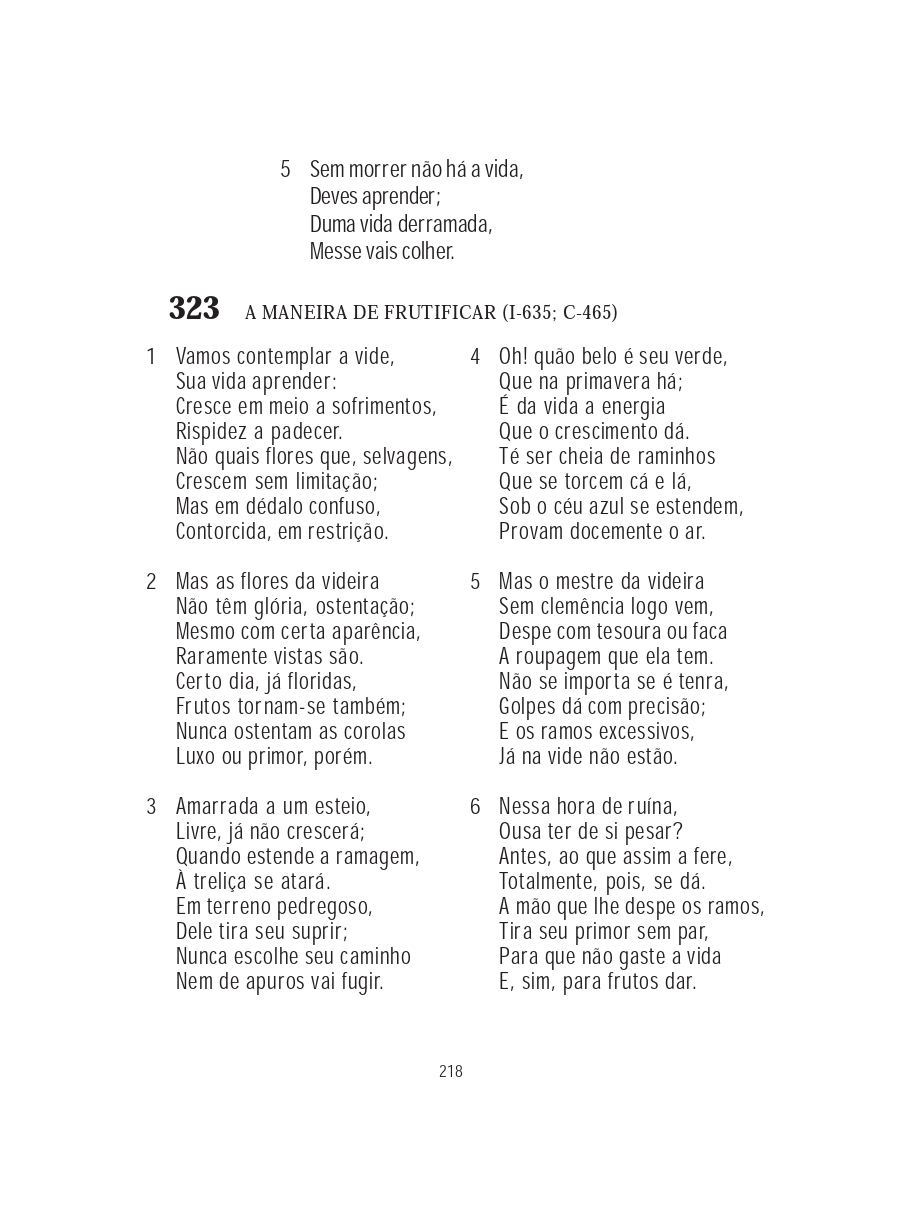 5 Sem morrer não há a vida,
Deves aprender;
Duma vida derramada,
Messe vais colher.
323 A MANEIRA DE FRUTIFICAR (I-635; C-465)
1 Vamos contemplar a vide,
Sua vida aprender:
Cresce em meio a sofrimentos,
Rispidez a padecer.
Não quais flores que, selvagens,
Crescem sem limitação;
Mas em dédalo confuso,
Contorcida, em restrição.
2 Mas as flores da videira
Não têm glória, ostentação;
Mesmo com certa aparência,
Raramente vistas são.
Certo dia, já floridas,
Frutos tornam-se também;
Nunca ostentam as corolas
Luxo ou primor, porém.
3 Amarrada a um esteio,
Livre, já não crescerá;
Quando estende a ramagem,
À treliça se atará.
Em terreno pedregoso,
Dele tira seu suprir;
Nunca escolhe seu caminho
Nem de apuros vai fugir.
4 Oh! quão belo é seu verde,
Que na primavera há;
É da vida a energia
Que o crescimento dá.
Té ser cheia de raminhos
Que se torcem cá e lá,
Sob o céu azul se estendem,
Provam docemente o ar.
5 Mas o mestre da videira
Sem clemência logo vem,
Despe com tesoura ou faca
A roupagem que ela tem.
Não se importa se é tenra,
Golpes dá com precisão;
E os ramos excessivos,
Já na vide não estão.
6 Nessa hora de ruína,
Ousa ter de si pesar?
Antes, ao que assim a fere,
Totalmente, pois, se dá.
A mão que lhe despe os ramos,
Tira seu primor sem par,
Para que não gaste a vida
E, sim, para frutos dar.
218